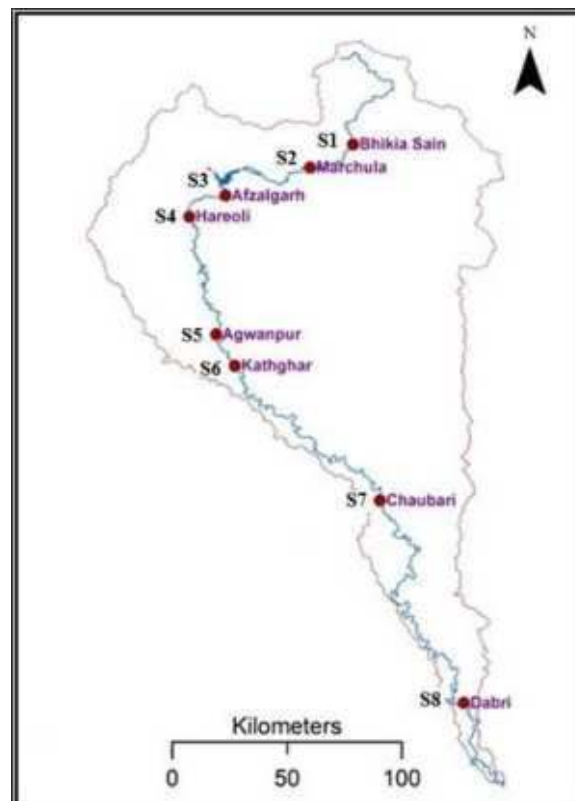 N
S1 Bhikia Sain
S2 Marchula
S3 Afzalgarh
S4 Hareoli
S5 Agwanpur
S6 Kathghar
S7 Chaubari
S8 Dabri
Kilometers
0 50 100